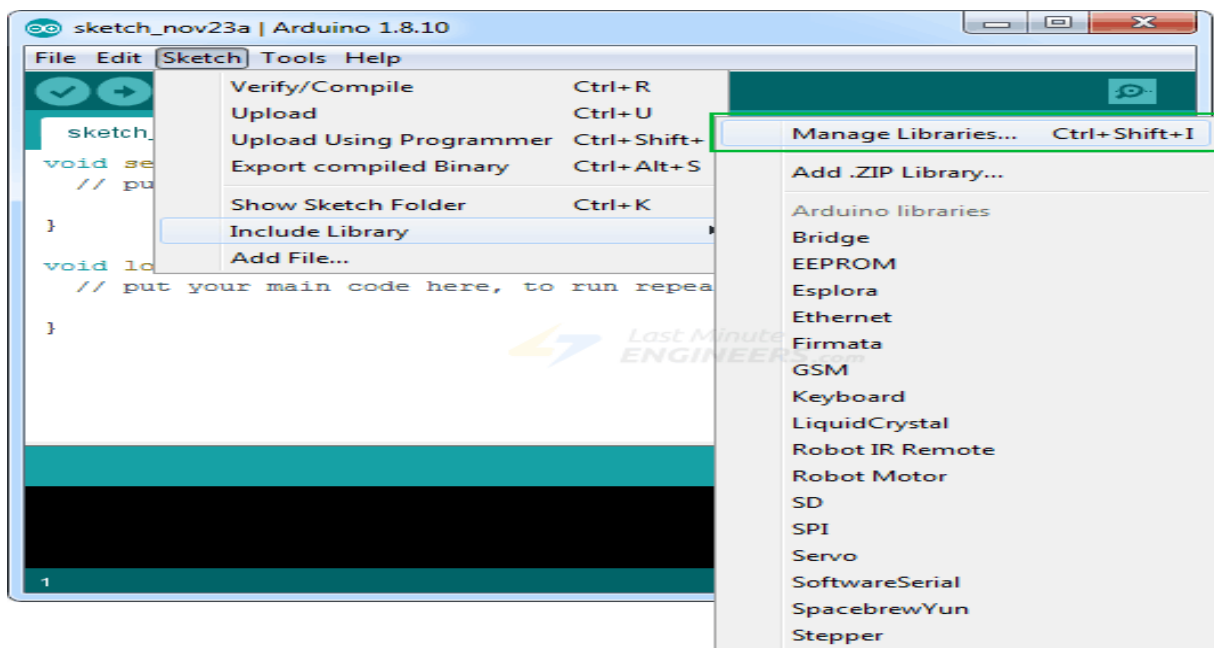 sketch_nov23a | Arduino 1.8.10
File Edit Sketch Tools Help
Verify/Compile Ctrl+R
Upload Ctrl+U
Upload Using Programmer Ctrl+Shift+
Export compiled Binary Ctrl+Alt+S
Show Sketch Folder Ctrl+K
Include Library
Add File...
Manage Libraries... Ctrl+Shift+I
Add .ZIP Library...
Arduino libraries
Bridge
EEPROM
Esplora
Ethernet
Firmata
GSM
Keyboard
LiquidCrystal
Robot IR Remote
Robot Motor
SD
SPI
Servo
SoftwareSerial
SpacebrewYun
Stepper
sketch_
void se
// pu
}
void lo
// put your main code here, to run repea
}
Last Minute
ENGINEERS.com
1